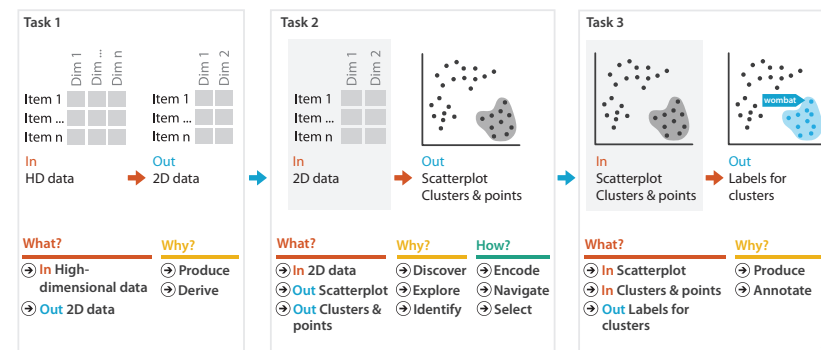 Task 1
Dim 1
Dim ...
Dim n
Dim 1
Dim 2
Item 1
Item ...
Item n
Item 1
Item ...
Item n
In
HD data
Out
2D data
What?
In High-
dimensional data
Out 2D data
Why?
Produce
Derive
Task 2
Dim 1
Dim 2
Item 1
Item ...
Item n
In
2D data
Out
Scatterplot
Clusters & points
What?
In 2D data
Out Scatterplot
Out Clusters &
points
Why?
Discover
Explore
Identify
How?
Encode
Navigate
Select
Task 3
wombat
In
Scatterplot
Clusters & points
Out
Labels for
clusters
What?
In Scatterplot
In Clusters & points
Out Labels for
clusters
Why?
Produce
Annotate